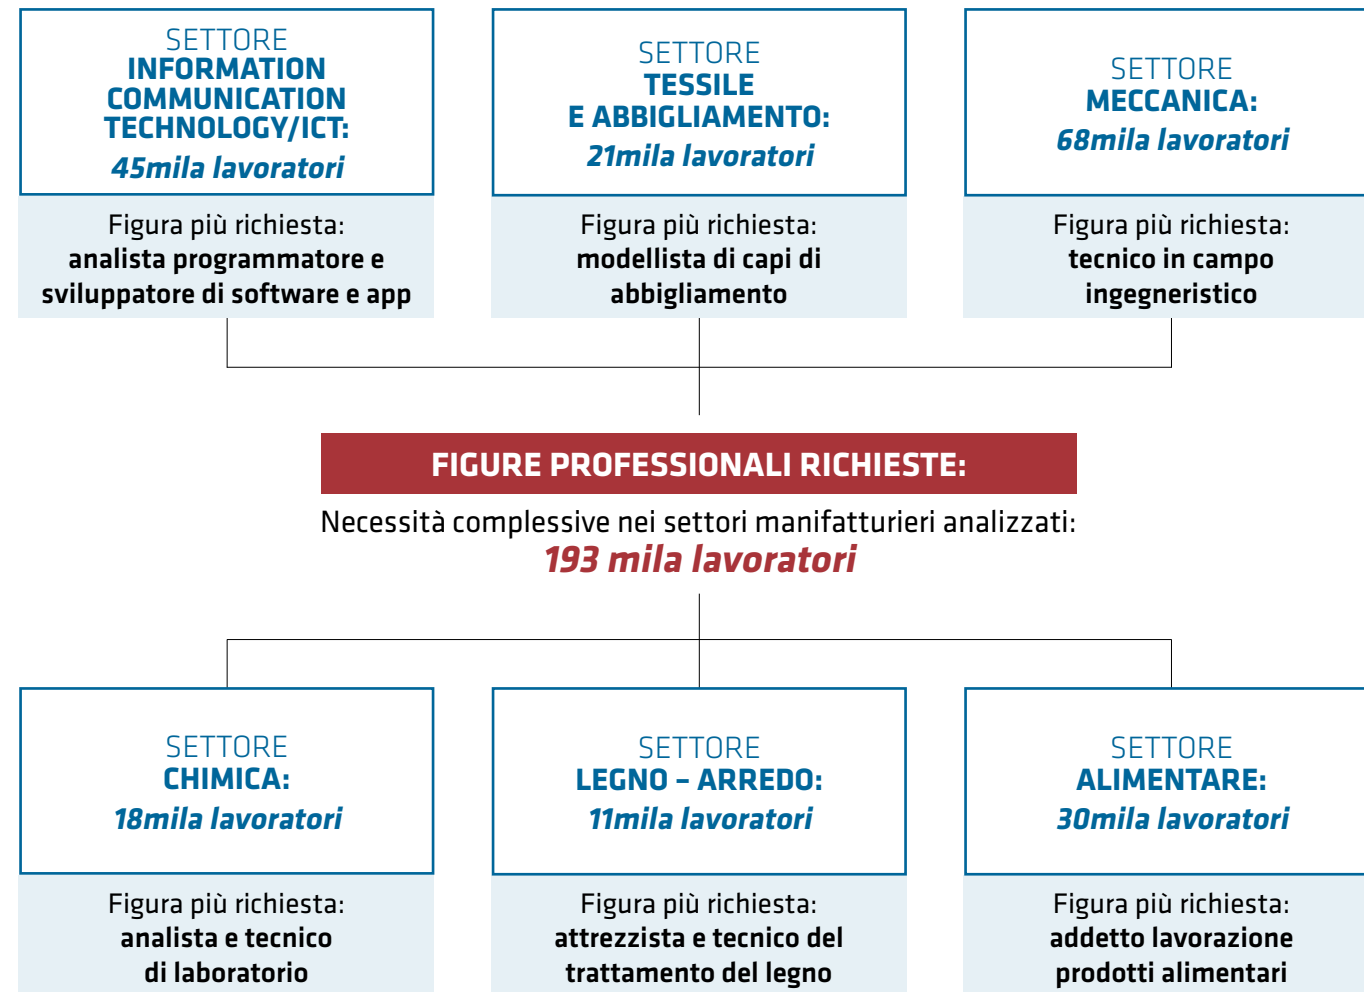 SETTORE
INFORMATION
COMMUNICATION
TECHNOLOGY/ICT:
45mila lavoratori
Figura più richiesta:
analista programmatore e
sviluppatore di software e app
SETTORE
TESSILE
E ABBIGLIAMENTO:
21mila lavoratori
Figura più richiesta:
modellista di capi di
abbigliamento
SETTORE
MECCANICA:
68mila lavoratori
Figura più richiesta:
tecnico in campo
ingegneristico
FIGURE PROFESSIONALI RICHIESTE:
Necessità complessive nei settori manifatturieri analizzati:
193 mila lavoratori
SETTORE
CHIMICA:
18mila lavoratori
Figura più richiesta:
analista e tecnico
di laboratorio
SETTORE
LEGNO – ARREDO:
11mila lavoratori
Figura più richiesta:
attrezzista e tecnico del
trattamento del legno
SETTORE
ALIMENTARE:
30mila lavoratori
Figura più richiesta:
addetto lavorazione
prodotti alimentari